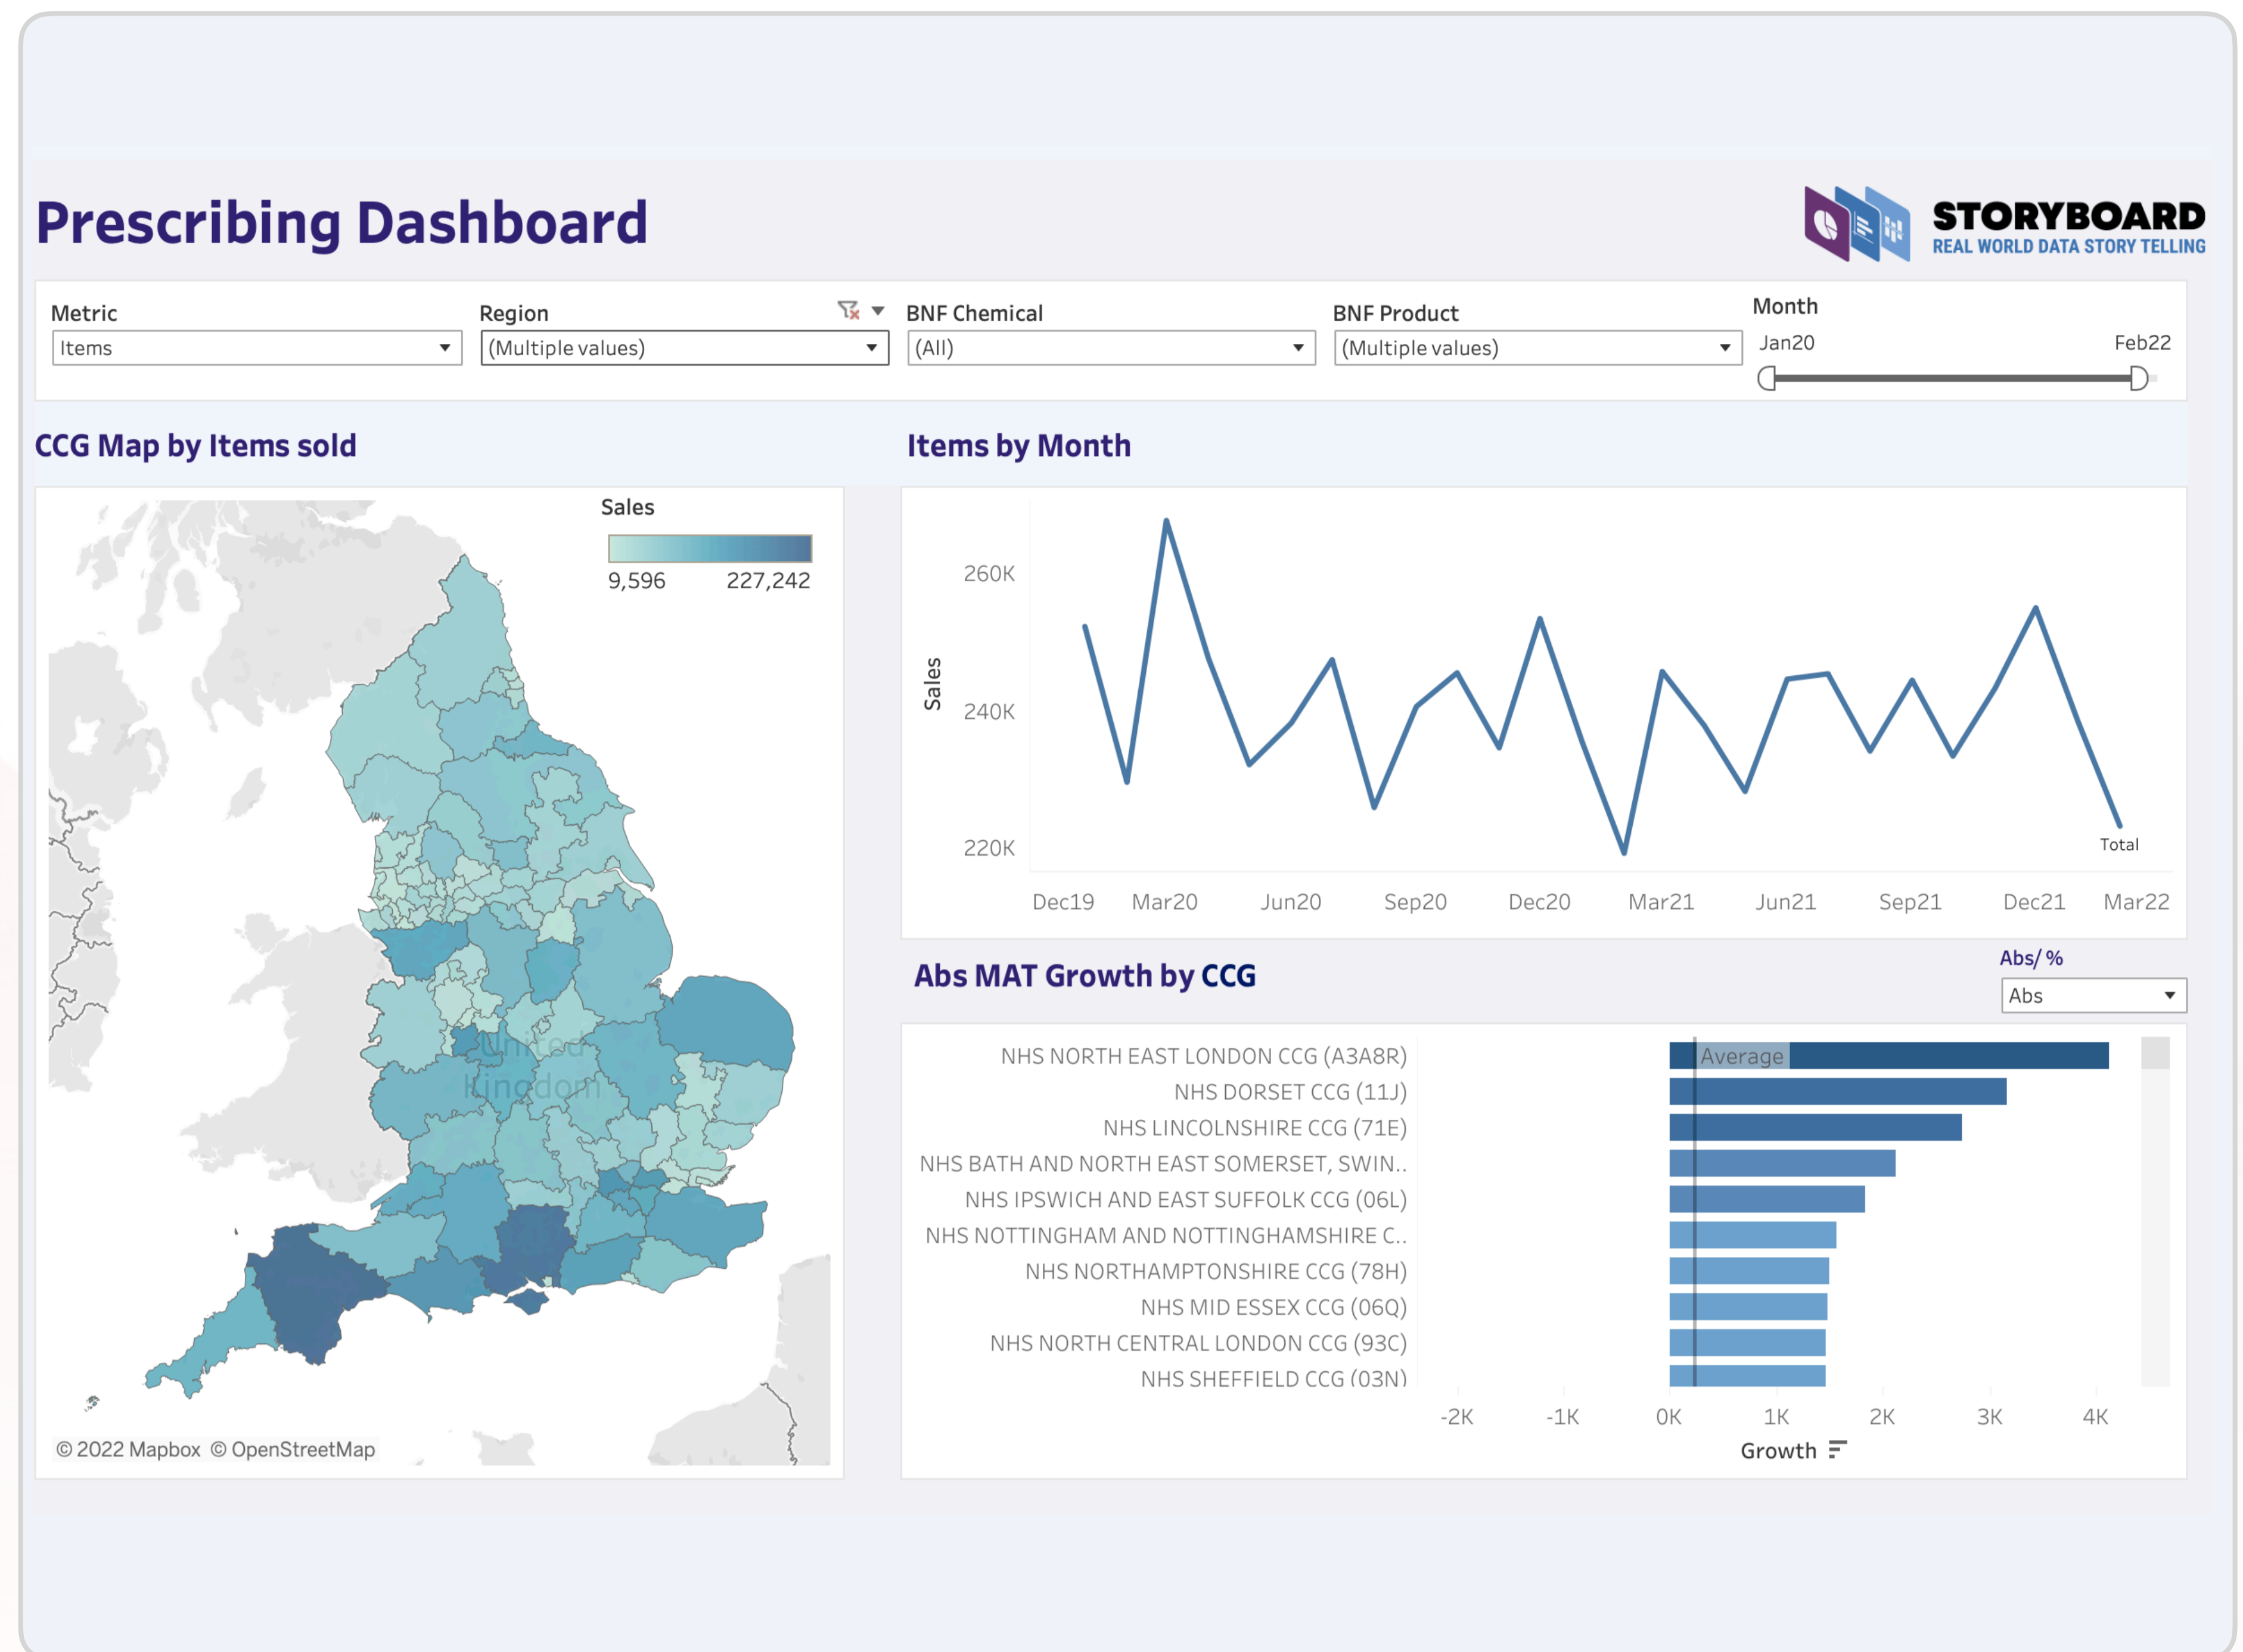 Prescribing Dashboard
STORYBOARD
REAL WORLD DATA STORY TELLING
Metric
Items
Region
(Multiple values)
BNF Chemical
(All)
BNF Product
(Multiple values)
Month
Jan20 Feb22
CCG Map by Items sold
Sales
9,596 227,242
United
Kingdom
© 2022 Mapbox © OpenStreetMap
Items by Month
Sales
260K
240K
220K
Total
Dec19 Mar20 Jun20 Sep20 Dec20 Mar21 Jun21 Sep21 Dec21 Mar22
Abs MAT Growth by CCG
Abs/ %
Abs
NHS NORTH EAST LONDON CCG (A3A8R)
Average
NHS DORSET CCG (11J)
NHS LINCOLNSHIRE CCG (71E)
NHS BATH AND NORTH EAST SOMERSET, SWIN..
NHS IPSWICH AND EAST SUFFOLK CCG (06L)
NHS NOTTINGHAM AND NOTTINGHAMSHIRE C..
NHS NORTHAMPTONSHIRE CCG (78H)
NHS MID ESSEX CCG (06Q)
NHS NORTH CENTRAL LONDON CCG (93C)
NHS SHEFFIELD CCG (03N)
-2K -1K 0K 1K 2K 3K 4K
Growth